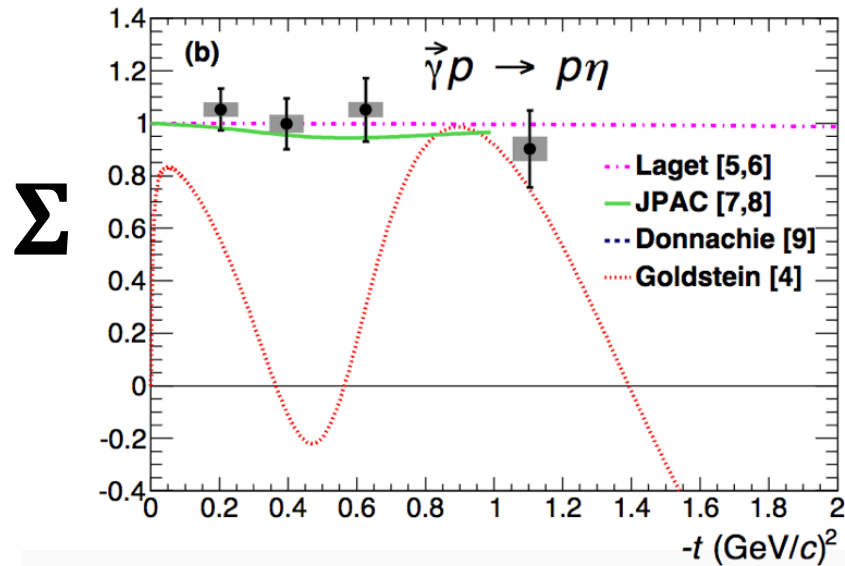 (b)
γ⃗p → pη
Σ
1.4
1.2
1
0.8
0.6
0.4
0.2
0
-0.2
-0.4
Laget [5,6]
JPAC [7,8]
Donnachie [9]
Goldstein [4]
0 0.2 0.4 0.6 0.8 1 1.2 1.4 1.6 1.8 2
-t (GeV/c)²